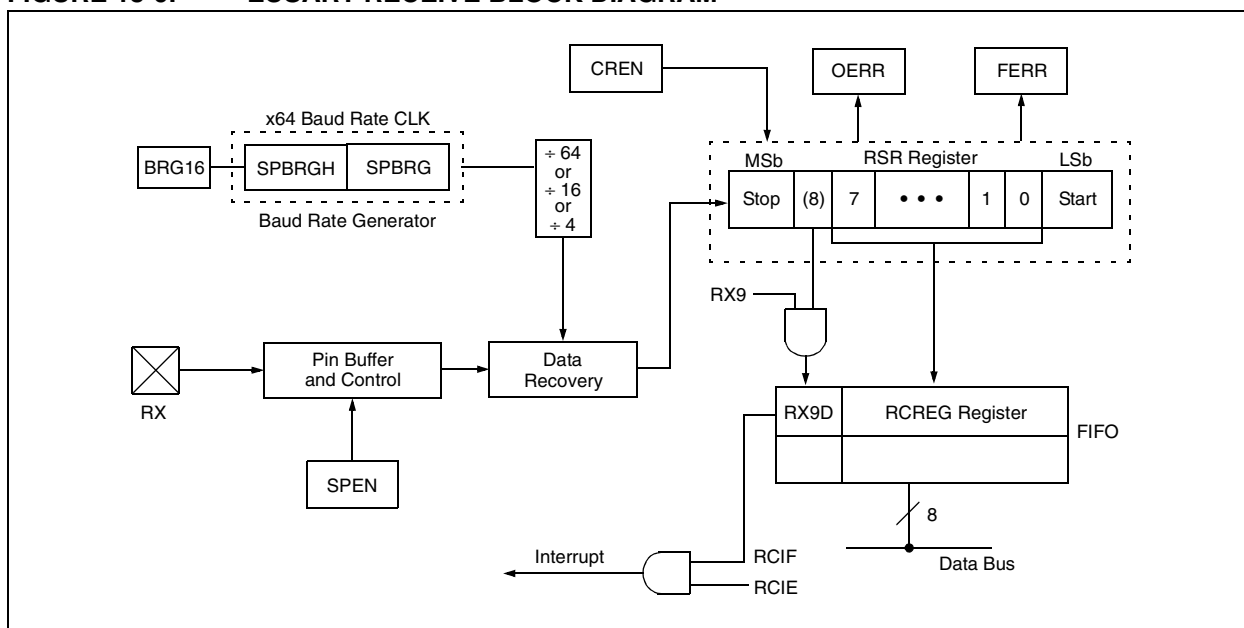 CREN
OERR
FERR
x64 Baud Rate CLK
BRG16
SPBRGH
SPBRG
Baud Rate Generator
÷ 64
or
÷ 16
or
÷ 4
MSb
RSR Register
LSb
Stop
(8)
7
• • •
1
0
Start
RX9
RX
Pin Buffer
and Control
Data
Recovery
SPEN
RX9D
RCREG Register
FIFO
8
Data Bus
Interrupt
RCIF
RCIE